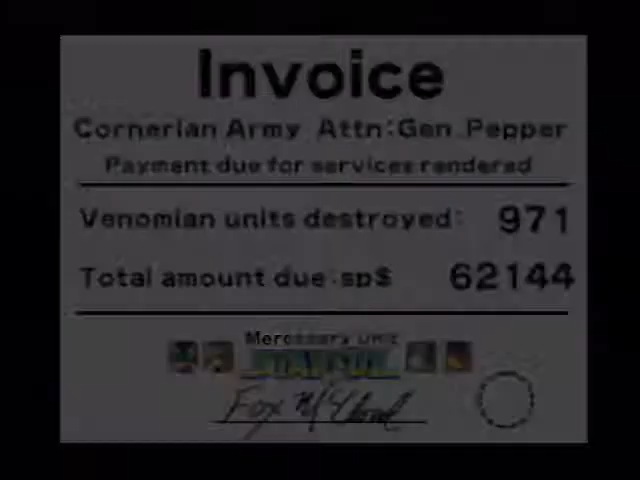 Invoice
Cornerian Army Attn:Gen.Pepper
Payment due for services rendered
Venomian units destroyed: 971
Total amount due:sp$ 62144
Mercenary unit
Fox McCloud